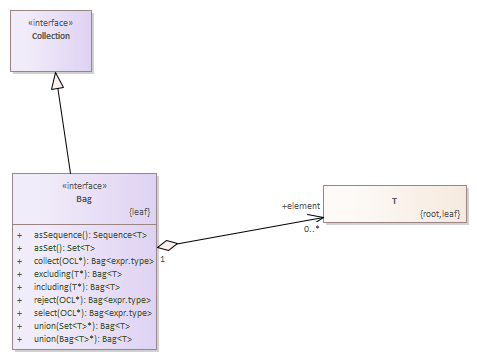 «interface»
Collection
«interface»
Bag
{leaf}
+ asSequence(): Sequence<T>
+ asSet(): Set<T>
+ collect(OCL*): Bag<expr.type>
+ excluding(T*): Bag<T>
+ including(T*): Bag<T>
+ reject(OCL*): Bag<expr.type>
+ select(OCL*): Bag<expr.type>
+ union(Set<T>*): Bag<T>
+ union(Bag<T>*): Bag<T>
1
+element
0..*
T
{root,leaf}